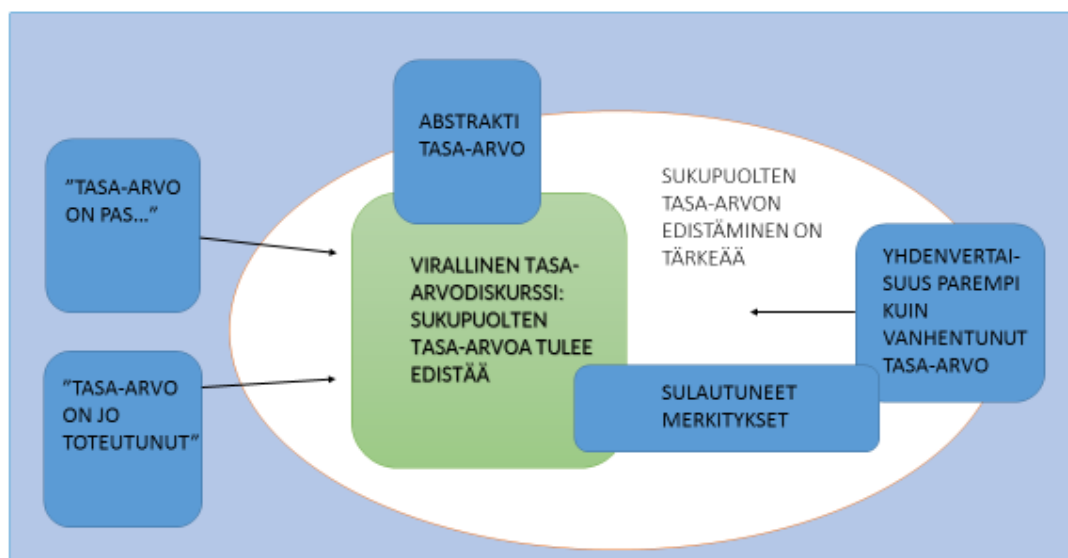 ABSTRAKTI
TASA-ARVO
"TASA-ARVO
ON PAS..."
SUKUPUOLTEN
TASA-ARVON
EDISTÄMINEN ON
TÄRKEÄÄ
VIRALLINEN TASA-
ARVODISKURSSI:
SUKUPUOLTEN
TASA-ARVOA TULEE
EDISTÄÄ
YHDENVERTAI-
SUUS PAREMPI
KUIN
VANHENTUNUT
TASA-ARVO
"TASA-ARVO
ON JO
TOTEUTUNUT"
SULAUTUNEET
MERKITYKSET